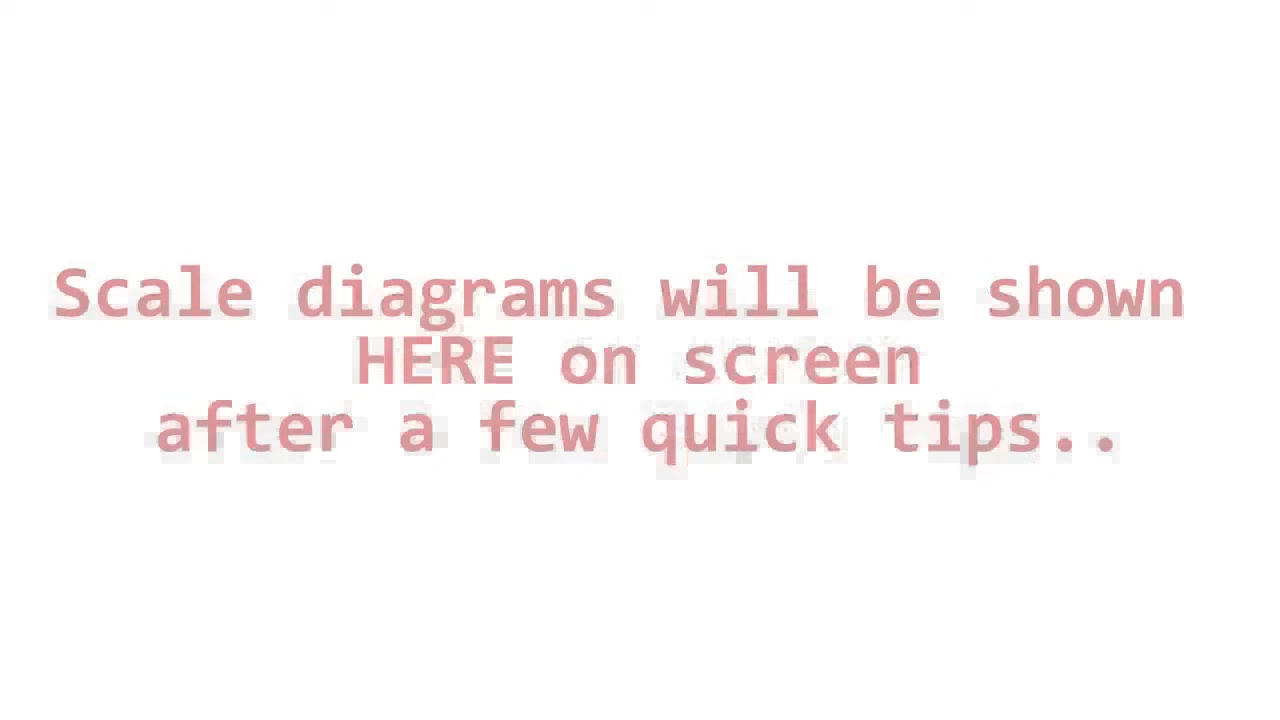 Scale diagrams will be shown
HERE on screen
after a few quick tips..